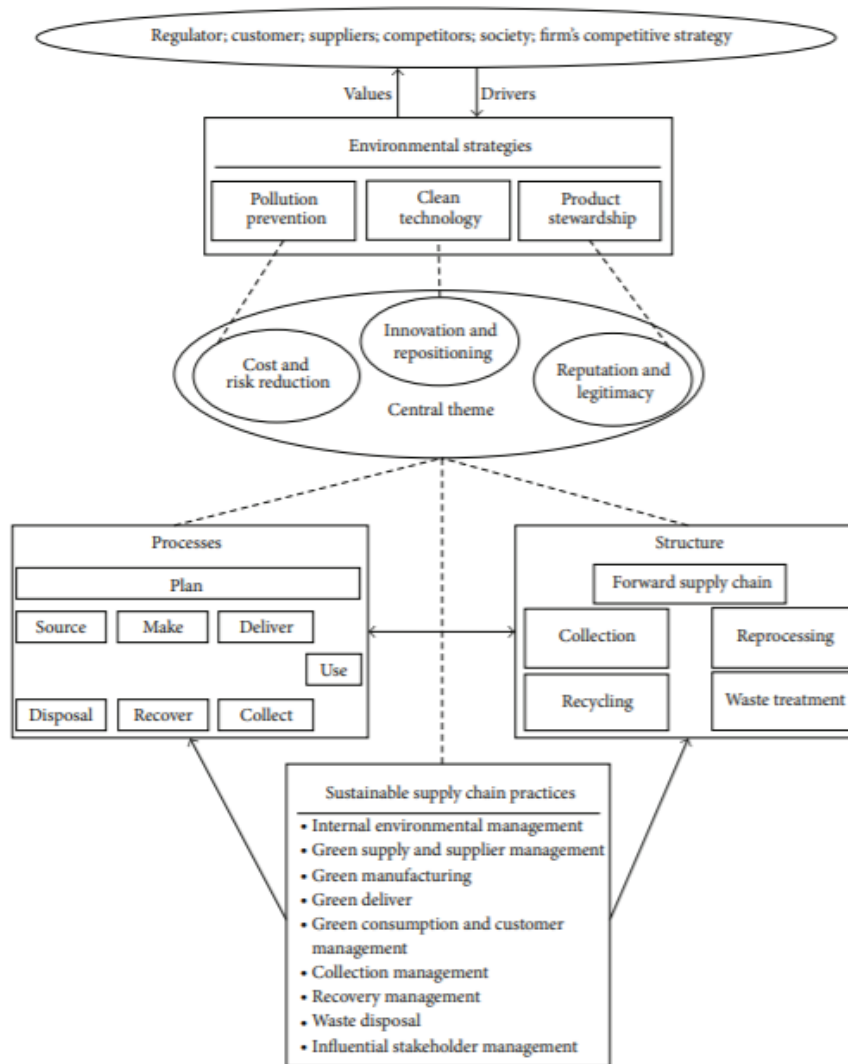 Regulator; customer; suppliers; competitors; society; firm's competitive strategy
Values
Drivers
Environmental strategies
Pollution
prevention
Clean
technology
Product
stewardship
Cost and
risk reduction
Innovation and
repositioning
Reputation and
legitimacy
Central theme
Processes
Plan
Source
Make
Deliver
Use
Disposal
Recover
Collect
Structure
Forward supply chain
Collection
Reprocessing
Recycling
Waste treatment
Sustainable supply chain practices
• Internal environmental management
• Green supply and supplier management
• Green manufacturing
• Green deliver
• Green consumption and customer
management
• Collection management
• Recovery management
• Waste disposal
• Influential stakeholder management